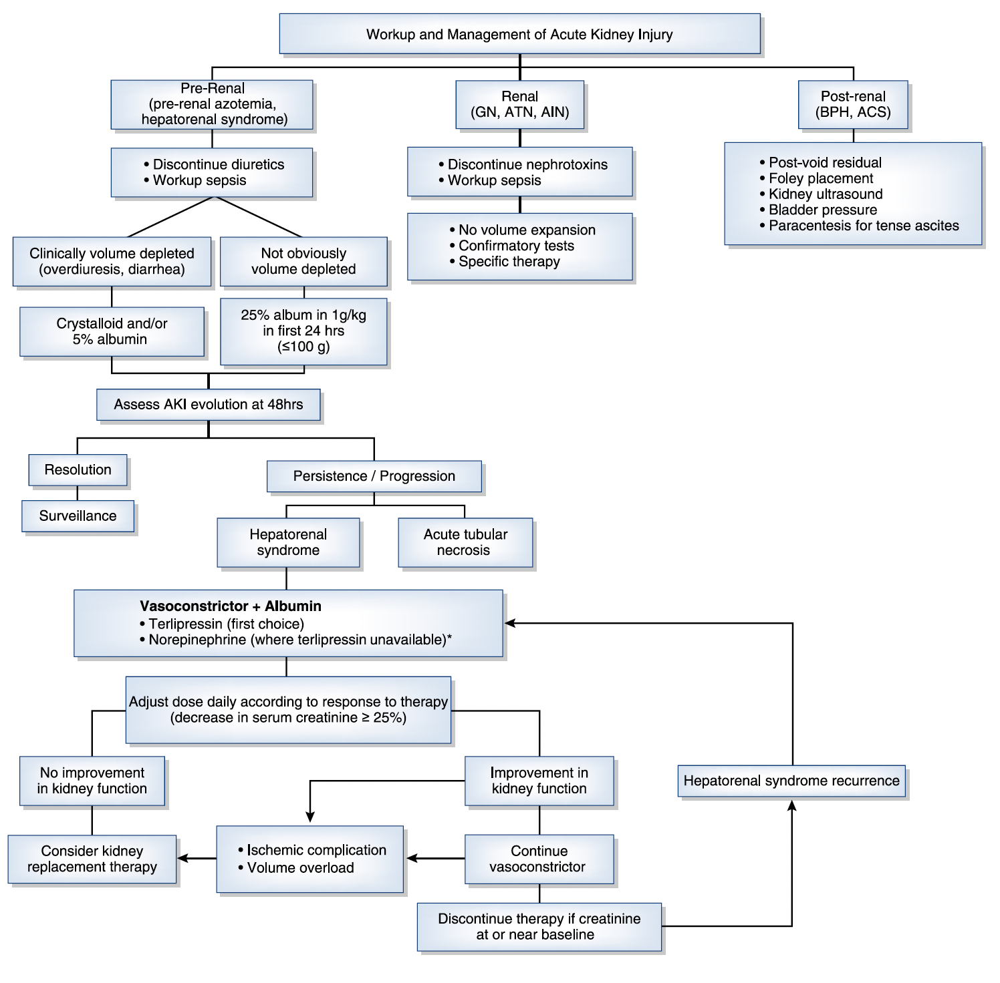 Workup and Management of Acute Kidney Injury
Pre-Renal
(pre-renal azotemia,
hepatorenal syndrome)
Renal
(GN, ATN, AIN)
Post-renal
(BPH, ACS)
• Discontinue diuretics
• Workup sepsis
• Discontinue nephrotoxins
• Workup sepsis
• Post-void residual
• Foley placement
• Kidney ultrasound
• Bladder pressure
• Paracentesis for tense ascites
• No volume expansion
• Confirmatory tests
• Specific therapy
Clinically volume depleted
(overdiuresis, diarrhea)
Not obviously
volume depleted
Crystalloid and/or
5% albumin
25% album in 1g/kg
in first 24 hrs
(≤100 g)
Assess AKI evolution at 48hrs
Resolution
Surveillance
Persistence / Progression
Hepatorenal
syndrome
Acute tubular
necrosis
Vasoconstrictor + Albumin
• Terlipressin (first choice)
• Norepinephrine (where terlipressin unavailable)*
Adjust dose daily according to response to therapy
(decrease in serum creatinine ≥ 25%)
No improvement
in kidney function
Improvement in
kidney function
Hepatorenal syndrome recurrence
Consider kidney
replacement therapy
• Ischemic complication
• Volume overload
Continue
vasoconstrictor
Discontinue therapy if creatinine
at or near baseline